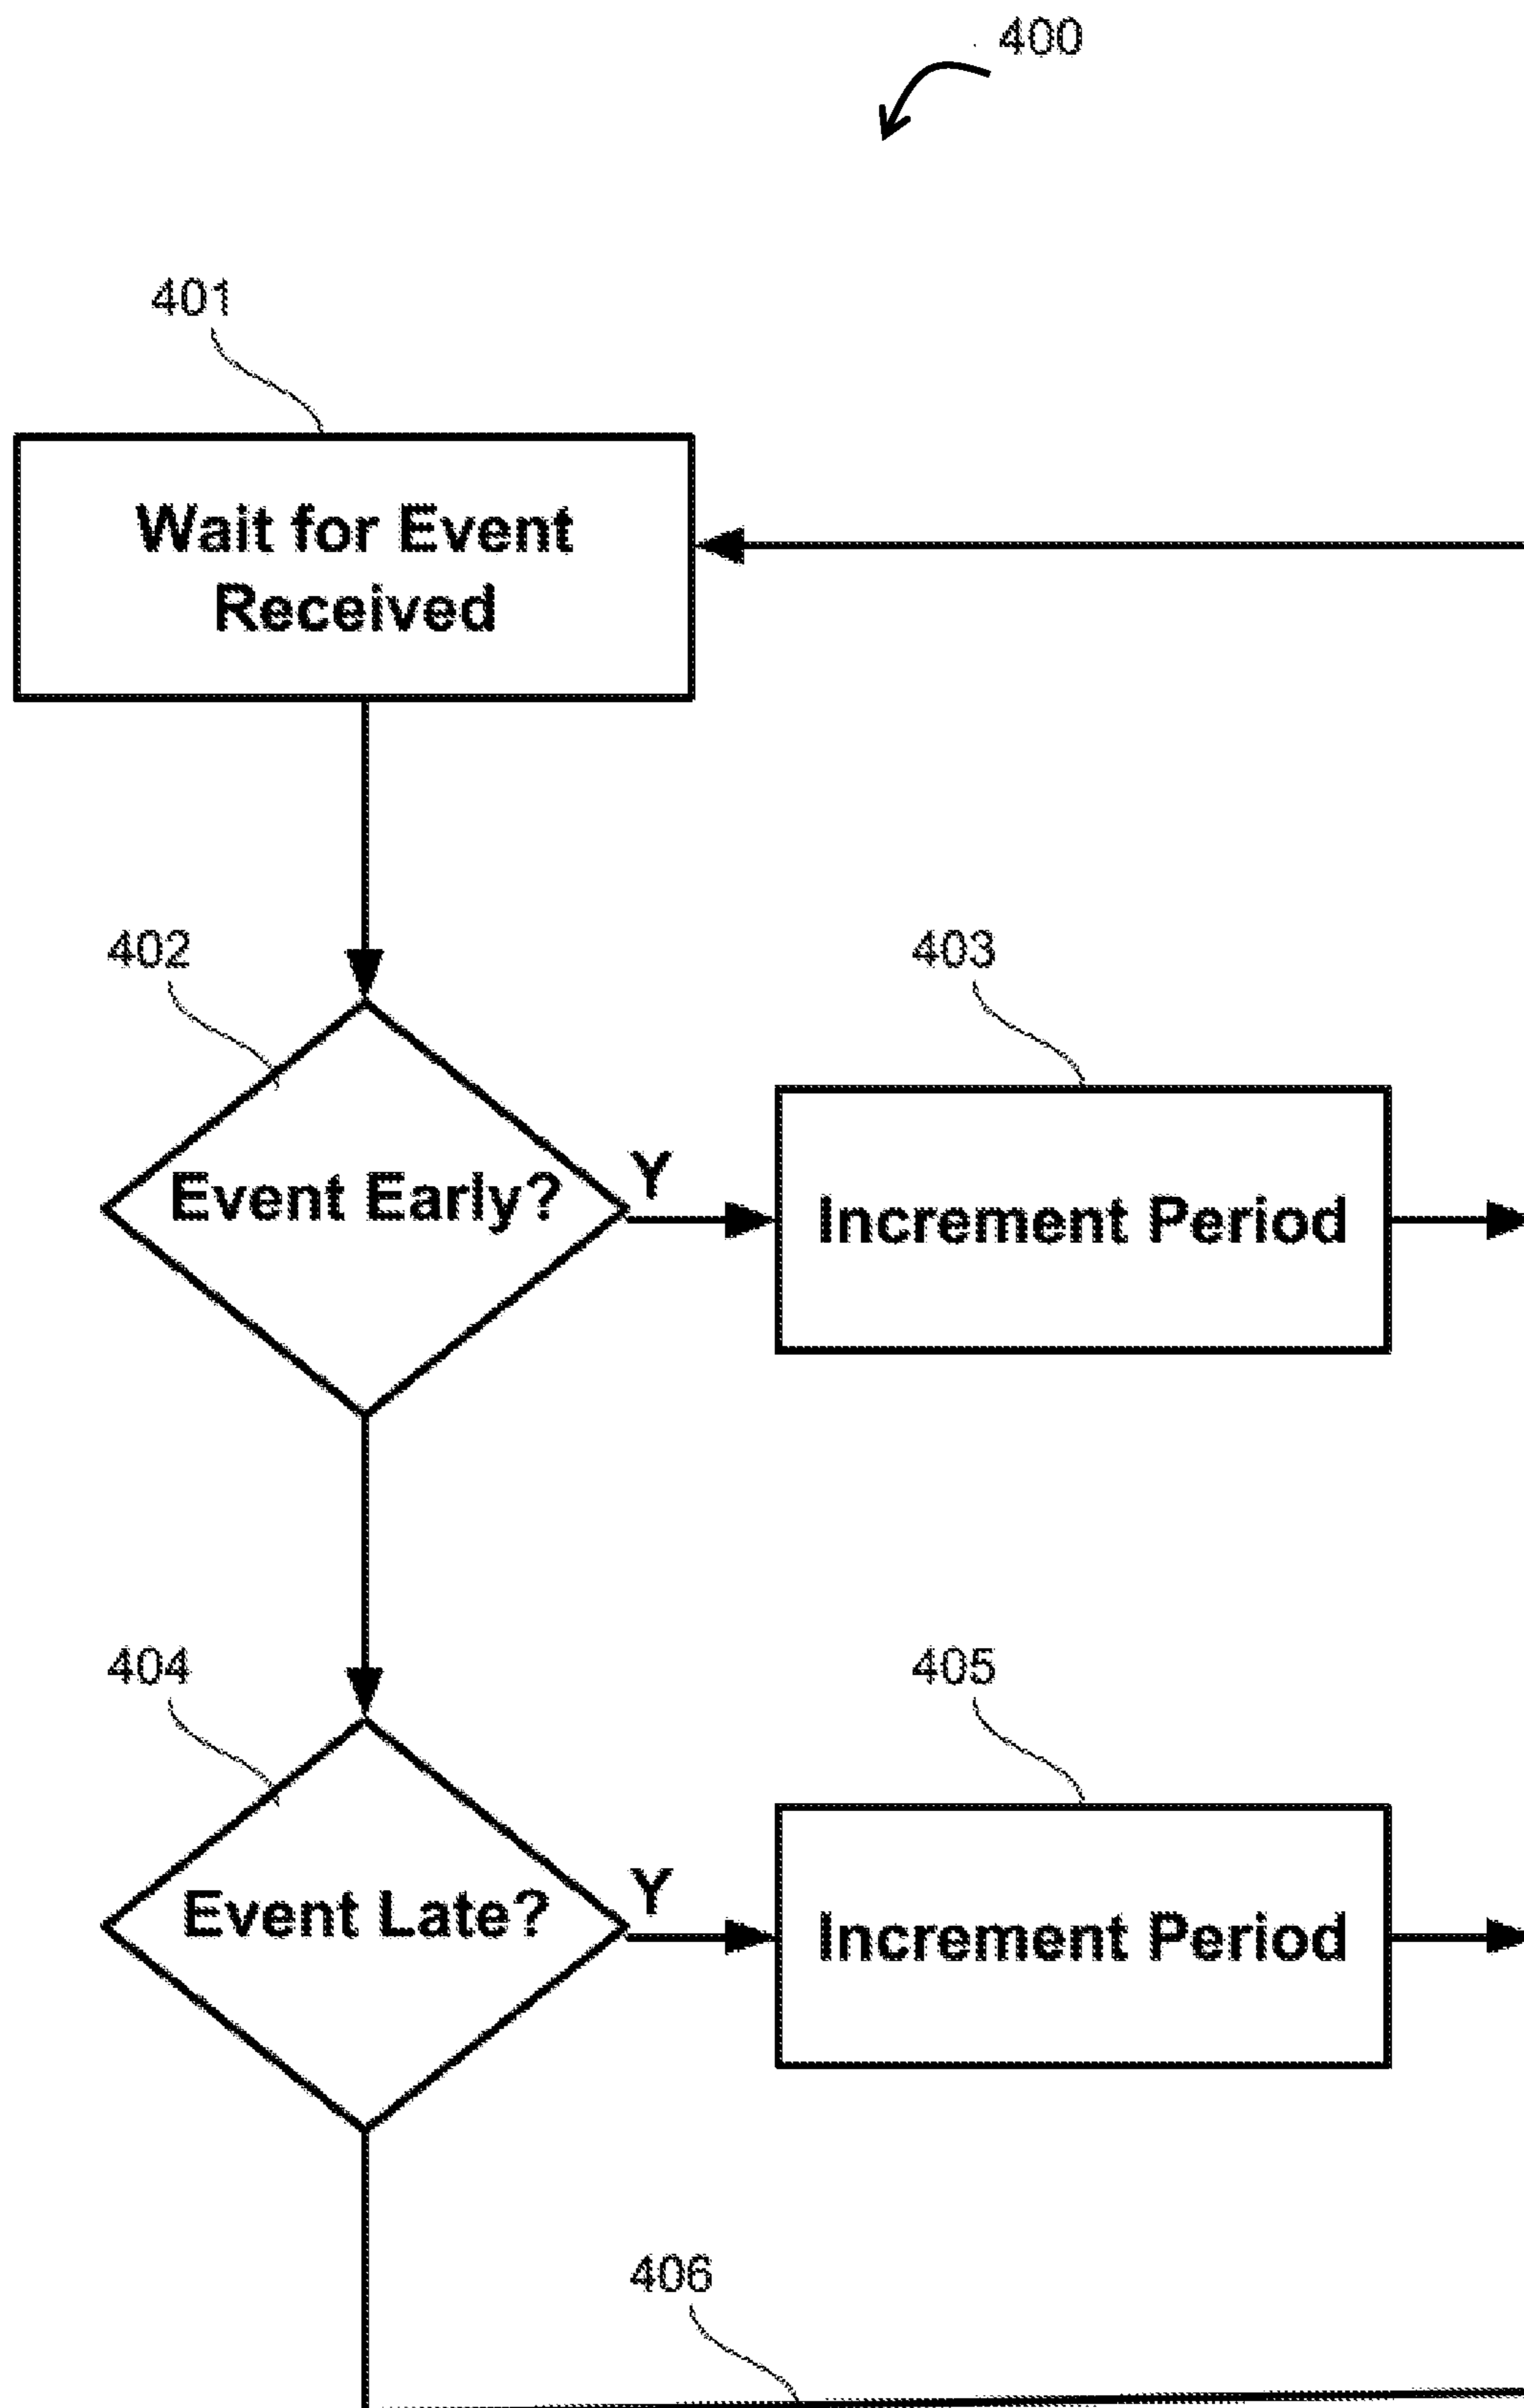 400
401
Wait for Event
Received
402
403
Event Early?
Y
Increment Period
404
405
Event Late?
Y
Increment Period
406